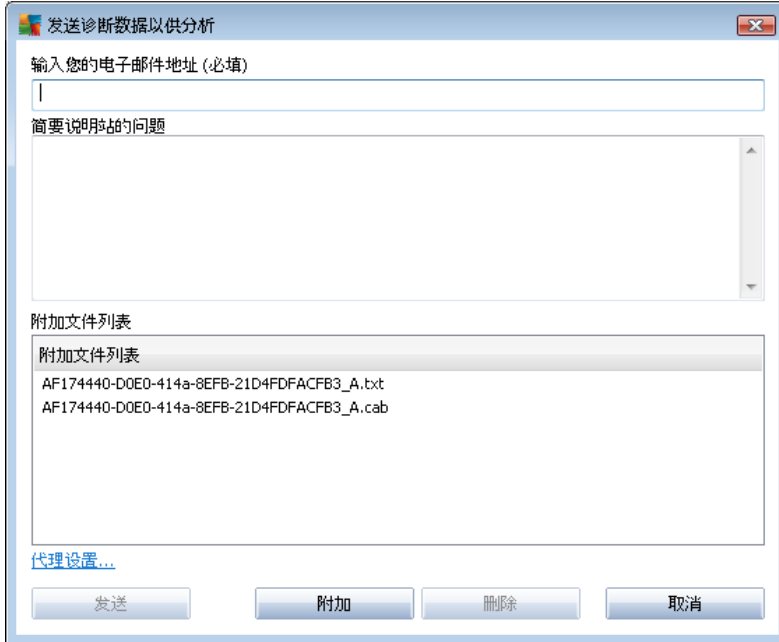 发送诊断数据以供分析
输入您的电子邮件地址 (必填)
简要说明站的问题
附加文件列表
附加文件列表
AF174440-D0E0-414a-8EFB-21D4FDFACFB3_A.txt
AF174440-D0E0-414a-8EFB-21D4FDFACFB3_A.cab
代理设置...
发送 附加 删除 取消